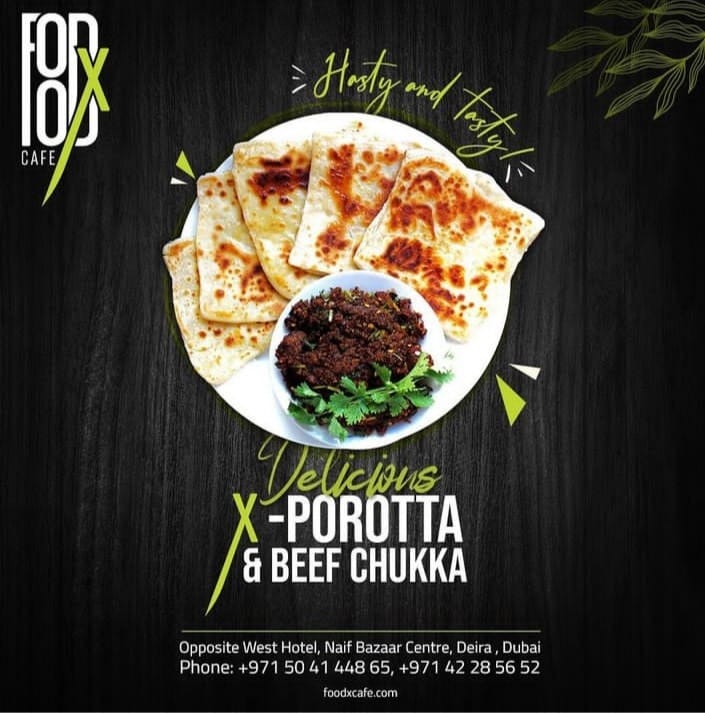 FOOD X
CAFE
Hasty and tasty!
Delicious
X-POROTTA
& BEEF CHUKKA
Opposite West Hotel, Naif Bazaar Centre, Deira , Dubai
Phone: +971 50 41 448 65, +971 42 28 56 52
foodxcafe.com